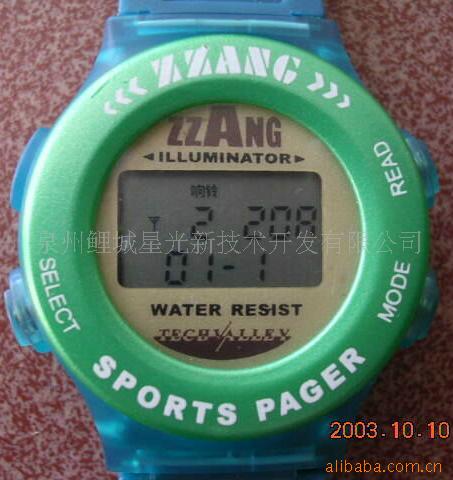 ZZANG
ZZANG
ILLUMINATOR
READ
响铃
2 208
01-1
泉州鲤城星光新技术开发有限公司
SELECT
MODE
WATER RESIST
TECHVALLEY
SPORTS PAGER
2003.10.10
alibaba.com.cn